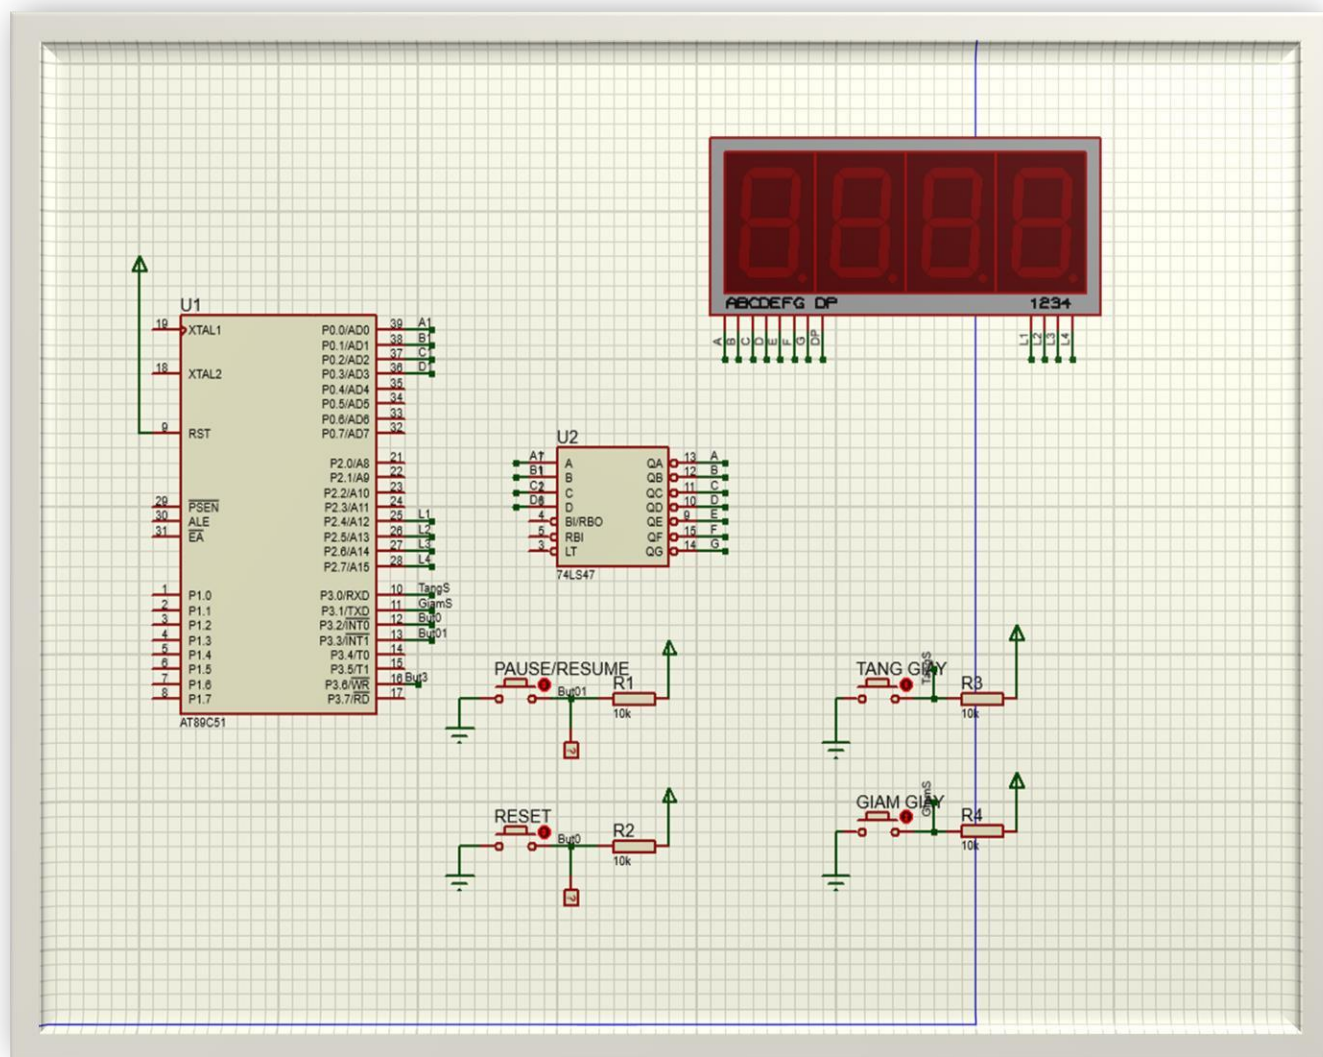 ABCDEFG DP
1234
A
B
C
D
E
F
G
DP
L1
L2
L3
L4
U1
19 XTAL1
18 XTAL2
9 RST
29 PSEN
30 ALE
31 EA
1 P1.0
2 P1.1
3 P1.2
4 P1.3
5 P1.4
6 P1.5
7 P1.6
8 P1.7
P0.0/AD0 39 A1
P0.1/AD1 38 B1
P0.2/AD2 37 C1
P0.3/AD3 36 D1
P0.4/AD4 35
P0.5/AD5 34
P0.6/AD6 33
P0.7/AD7 32
P2.0/A8 21
P2.1/A9 22
P2.2/A10 23
P2.3/A11 24
P2.4/A12 25 L1
P2.5/A13 26 L2
P2.6/A14 27 L3
P2.7/A15 28 L4
P3.0/RXD 10 TangS
P3.1/TXD 11 GiamS
P3.2/INT0 12 But0
P3.3/INT1 13 But01
P3.4/T0 14
P3.5/T1 15
P3.6/WR 16 But3
P3.7/RD 17
AT89C51
U2
A1 A
B1 B
C D
4 BI/RBO
5 RBI
3 LT
QA 13 A
QB 12 B
QC 11 C
QD 10 D
QE 9 E
QF 15 F
QG 14 G
74LS47
PAUSE/RESUME
But01
R1
10k
?
RESET
But0
R2
10k
?
TANG GIAY
TangS
R3
10k
GIAM GIAY
GiamS
R4
10k